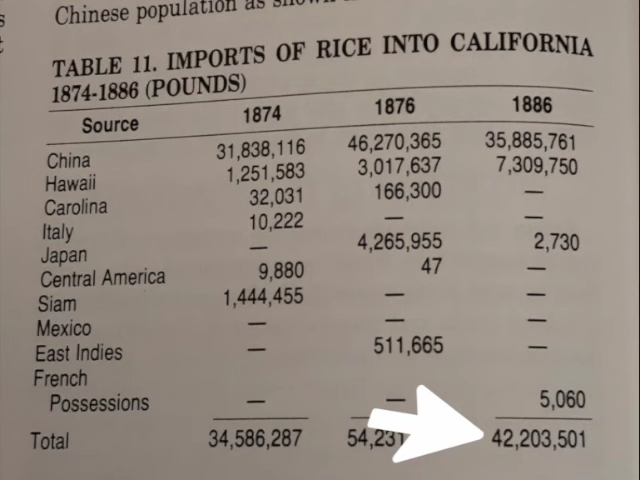 Chinese population as
TABLE 11. IMPORTS OF RICE INTO CALIFORNIA
1874-1886 (POUNDS)
Source 1874 1876 1886
China 31,838,116 46,270,365 35,885,761
Hawaii 1,251,583 3,017,637 7,309,750
Carolina 32,031 166,300 —
Italy 10,222 — —
Japan — 4,265,955 2,730
Central America 9,880 47 —
Siam 1,444,455 — —
Mexico — — —
East Indies — 511,665 —
French
Possessions — — 5,060
Total 34,586,287 54,231 42,203,501